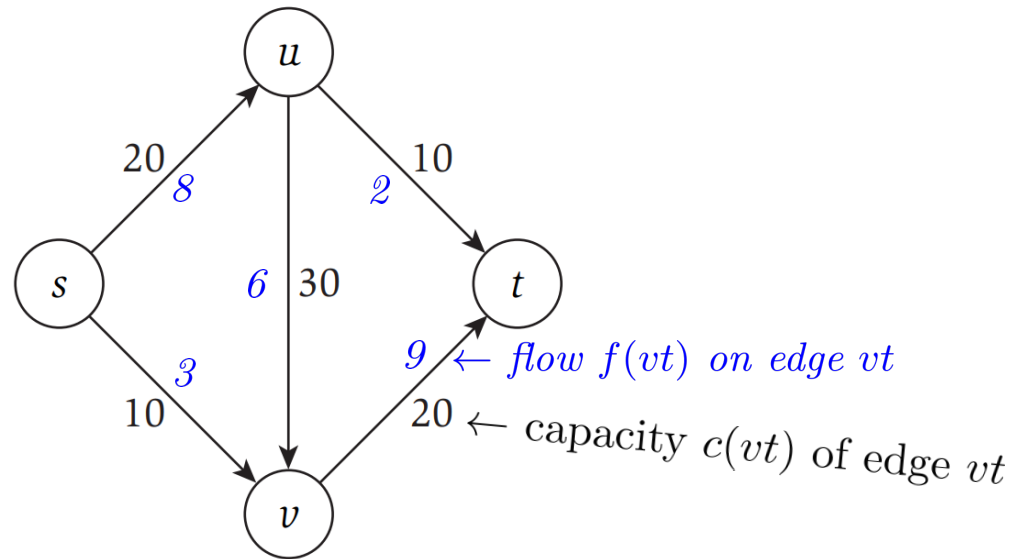 u
20
10
8
2
s
6
30
t
3
9 ← flow f(vt) on edge vt
10
20 ← capacity c(vt) of edge vt
v